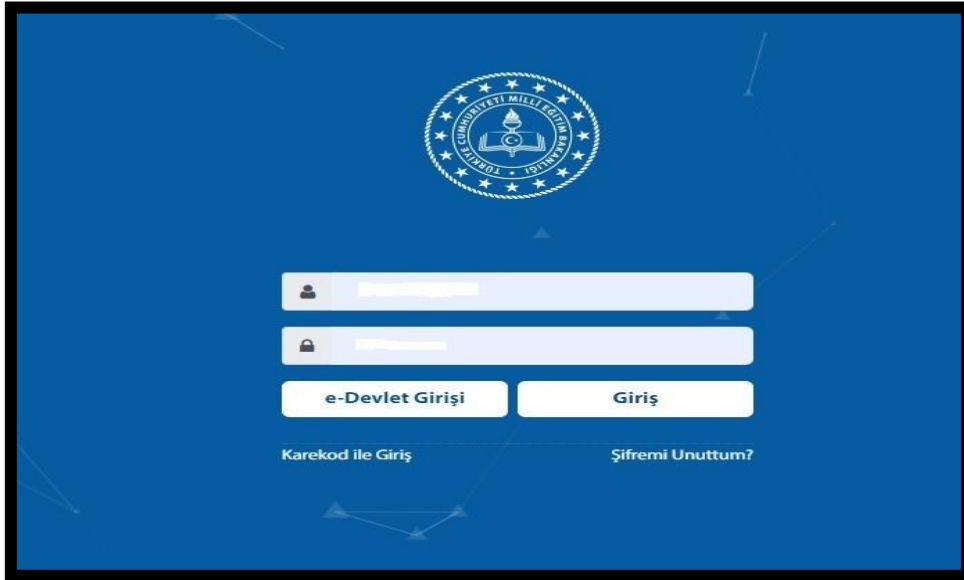 TÜRKİYE CUMHURİYETİ MİLLİ EĞİTİM BAKANLIĞI
e-Devlet Girişi
Giriş
Karekod ile Giriş
Şifremi Unuttum?